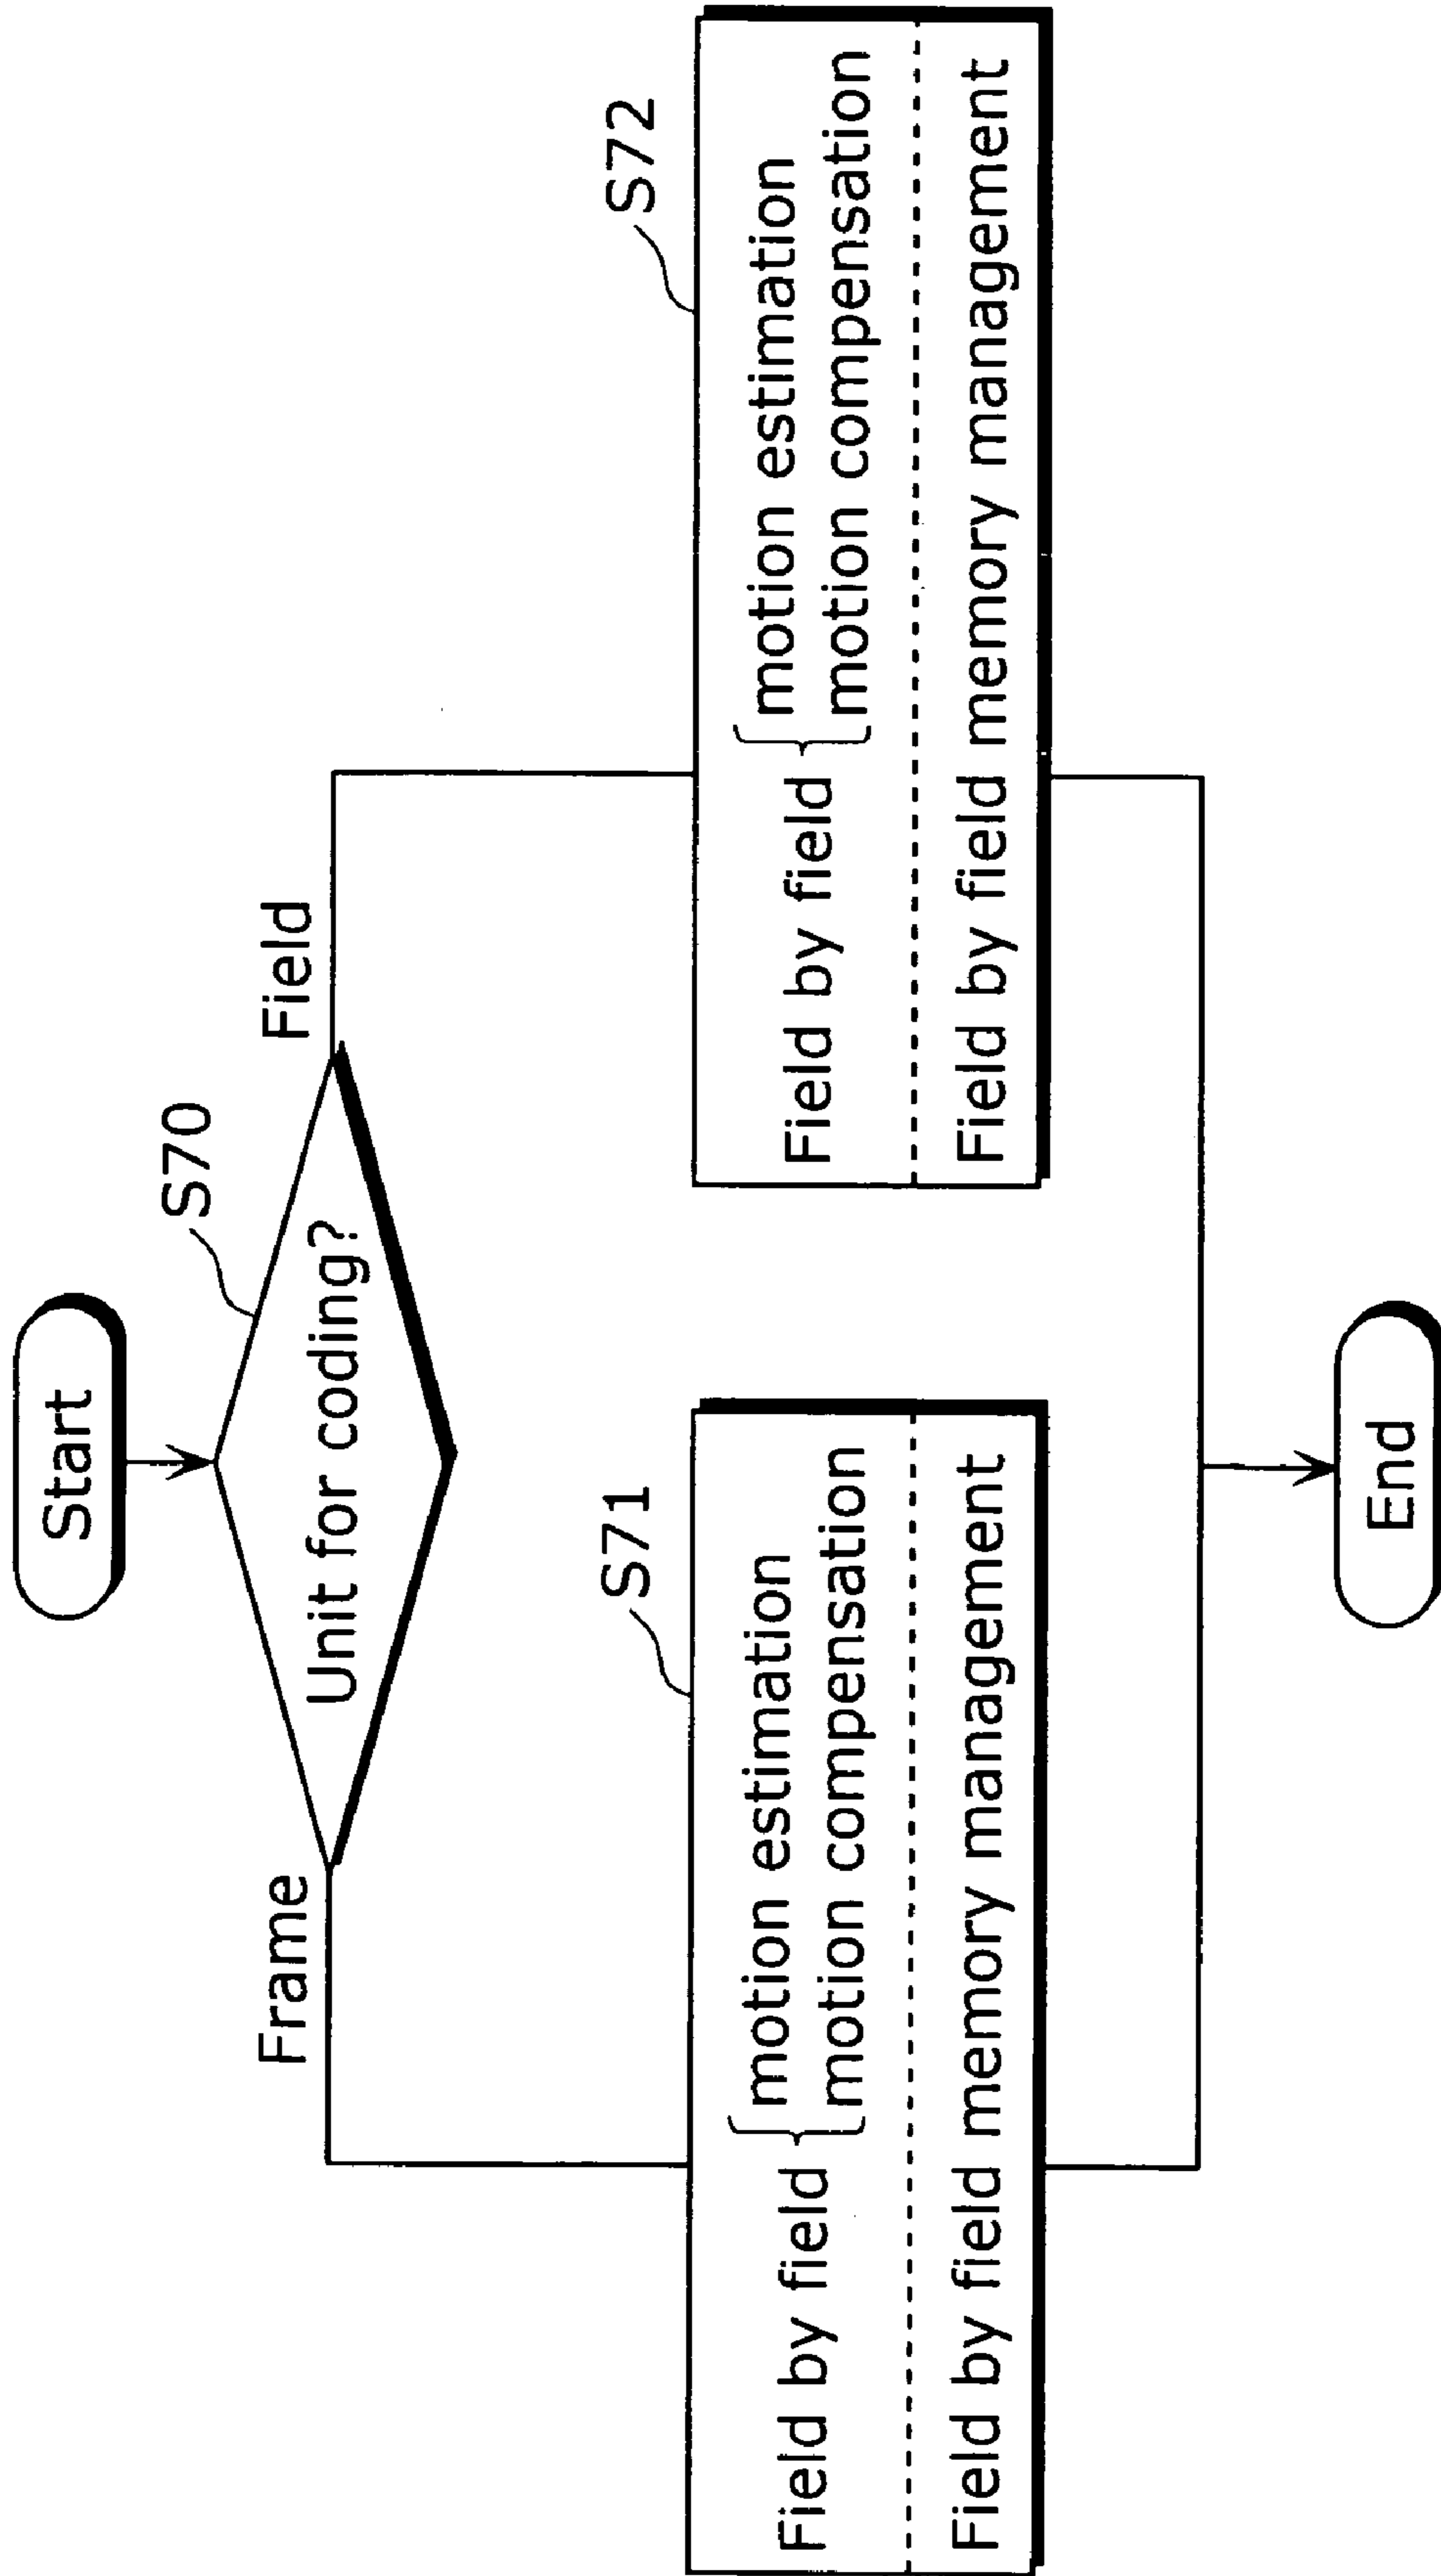 Start
S70
Unit for coding?
Frame
Field
S71
Field by field
motion estimation
motion compensation
Field by field memory management
S72
Field by field
motion estimation
motion compensation
Field by field memory management
End